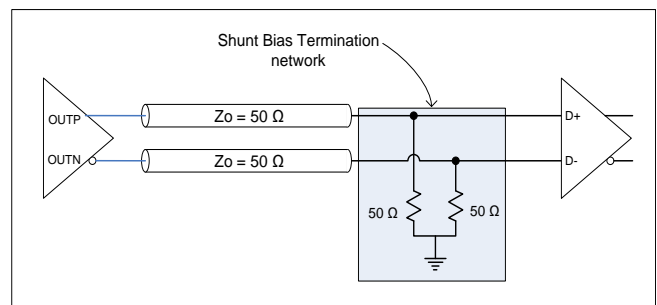 Shunt Bias Termination
network
OUTP
Zo = 50 Ω
D+
OUTN
Zo = 50 Ω
D-
50 Ω
50 Ω